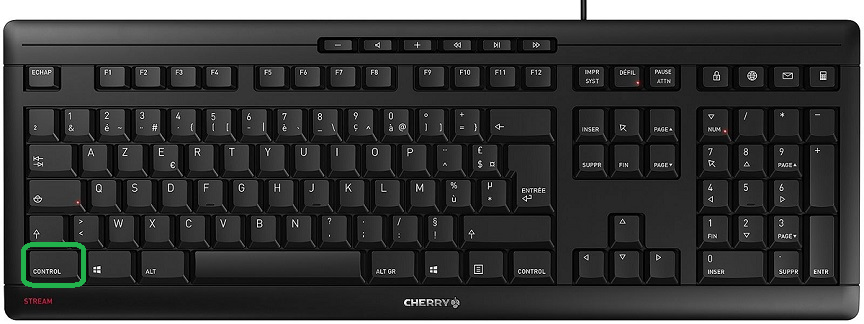 ECHAP F1 F2 F3 F4 F5 F6 F7 F8 F9 F10 F11 F12 IMPR SYST DÉFIL PAUSE ATTN
² 1 & 2 é ~ 3 " # 4 ' { 5 ( [ 6 - | 7 è ` 8 _ \ 9 ç ^ 0 à @ ° ) ] + = } INSER PAGE▲ NUM / * -
A Z E € R T Y U I O P ¨ ^ £ $ ¤ ENTRÉE SUPPR FIN PAGE▼ 7 8 9 PAGE▲ +
Q S D F G H J K L M % ù µ * 4 5 6
> < W X C V B N ? , . ; / : § ! 1 FIN 2 3 PAGE▼
CONTROL ALT ALT GR CONTROL 0 INSER . SUPPR ENTR
STREAM CHERRY